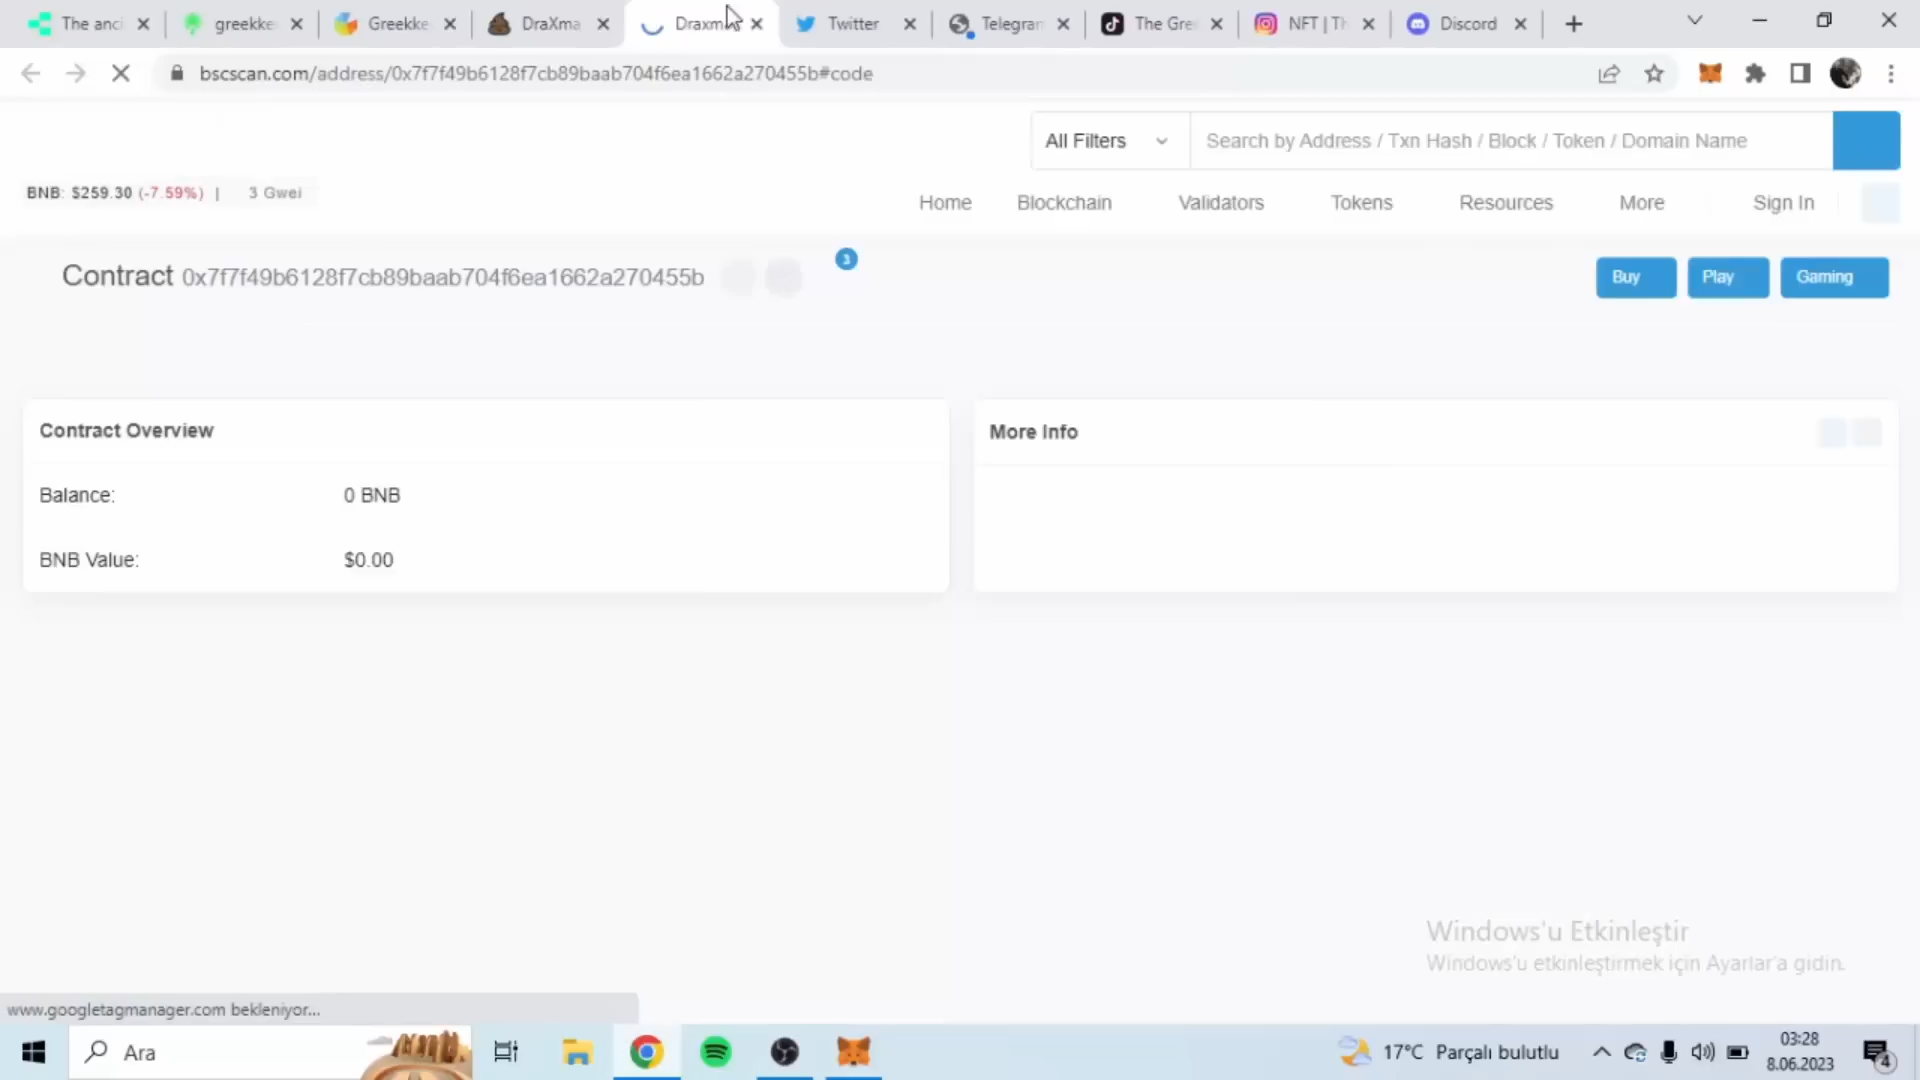 The anci
greekke
Greekke
DraXma
Draxm
Twitter
Telegram
The Gre
NFT | Th
Discord
bscscan.com/address/0x7f7f49b6128f7cb89baab704f6ea1662a270455b#code
All Filters
Search by Address / Txn Hash / Block / Token / Domain Name
BNB: $259.30 (-7.59%) | 3 Gwei
Home Blockchain Validators Tokens Resources More Sign In
Contract 0x7f7f49b6128f7cb89baab704f6ea1662a270455b
3
Buy
Play
Gaming
Contract Overview
Balance: 0 BNB
BNB Value: $0.00
More Info
Windows'u Etkinleştir
Windows'u etkinleştirmek için Ayarlar'a gidin.
www.googletagmanager.com bekleniyor...
Ara
17°C Parçalı bulutlu
03:28
8.06.2023
4